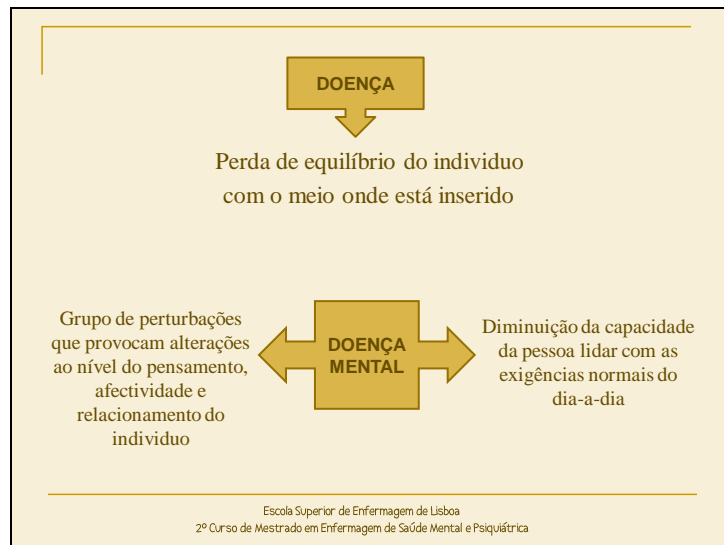 DOENÇA
Perda de equilíbrio do individuo
com o meio onde está inserido
Grupo de perturbações
que provocam alterações
ao nível do pensamento,
afectividade e
relacionamento do
individuo
DOENÇA
MENTAL
Diminuição da capacidade
da pessoa lidar com as
exigências normais do
dia-a-dia
Escola Superior de Enfermagem de Lisboa
2º Curso de Mestrado em Enfermagem de Saúde Mental e Psiquiátrica